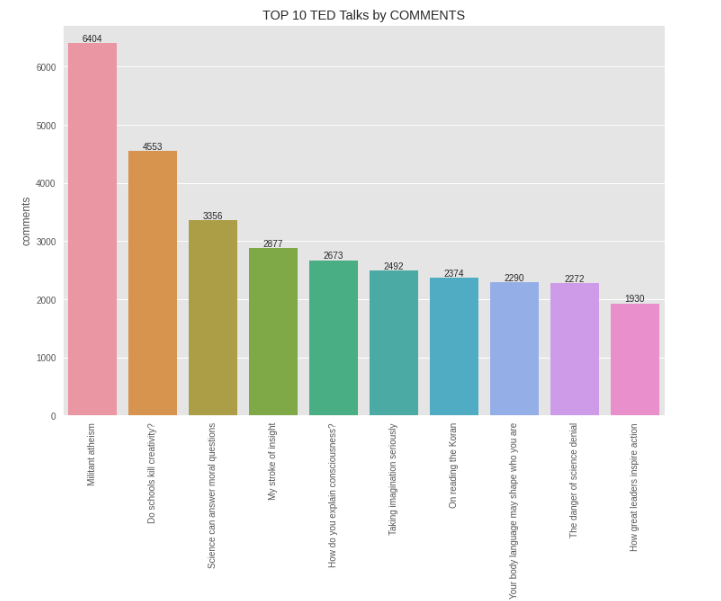 TOP 10 TED Talks by COMMENTS
comments
6000
5000
4000
3000
2000
1000
0
6404
4553
3356
2877
2673
2492
2374
2290
2272
1930
Militant atheism
Do schools kill creativity?
Science can answer moral questions
My stroke of insight
How do you explain consciousness?
Taking imagination seriously
On reading the Koran
Your body language may shape who you are
The danger of science denial
How great leaders inspire action